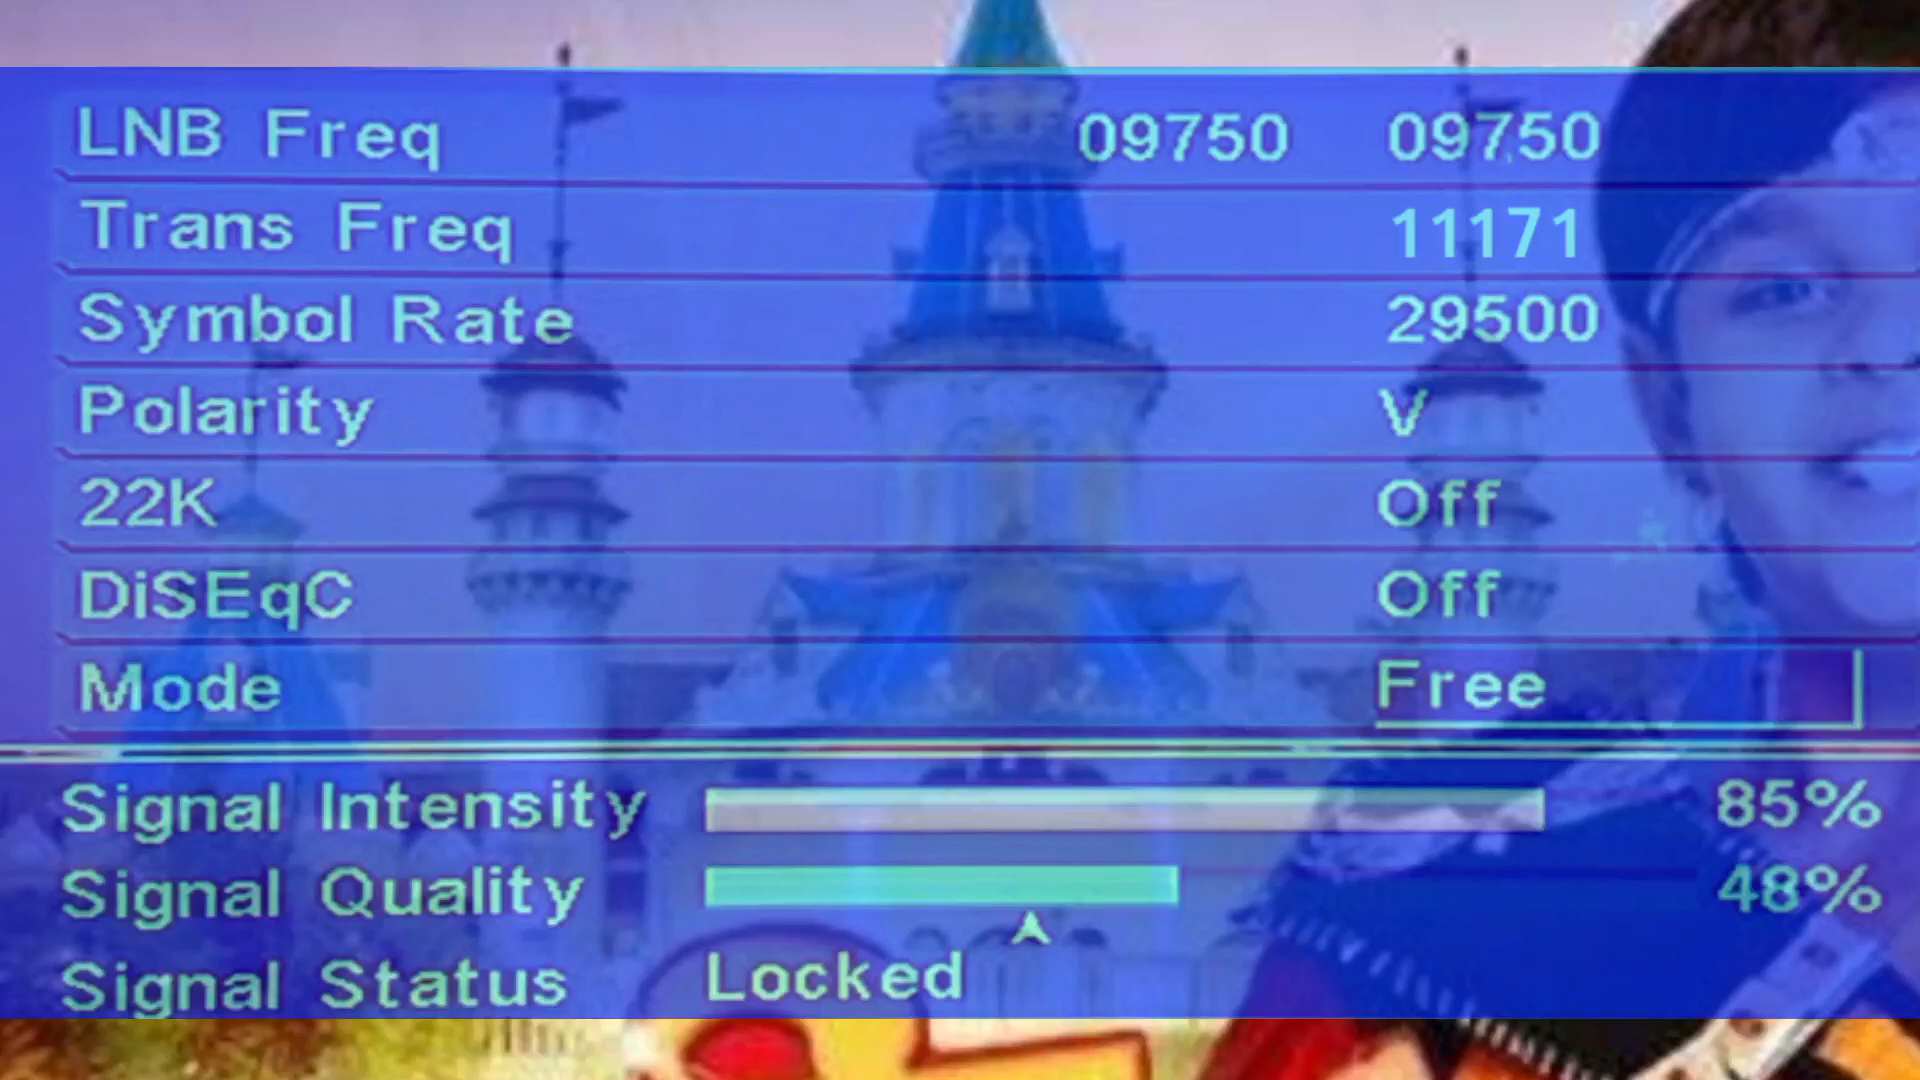 LNB Freq 09750 09750
Trans Freq 11171
Symbol Rate 29500
Polarity V
22K Off
DiSEqC Off
Mode Free
Signal Intensity 85%
Signal Quality 48%
Signal Status Locked